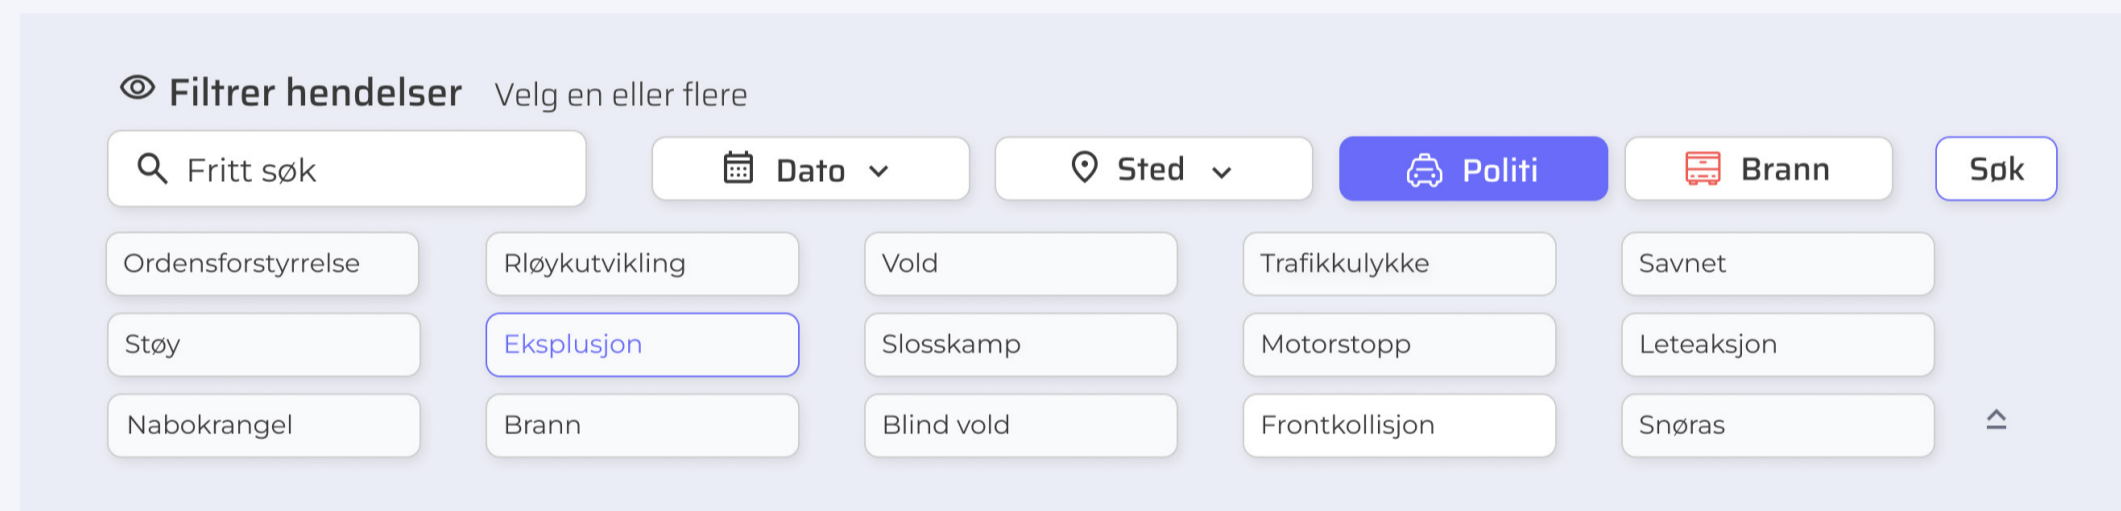 Filtrer hendelser Velg en eller flere
Fritt søk Dato Sted Politi Brann Søk
Ordensforstyrrelse Rløykutvikling Vold Trafikkulykke Savnet
Støy Eksplusjon Slosskamp Motorstopp Leteaksjon
Nabokrangel Brann Blind vold Frontkollisjon Snøras